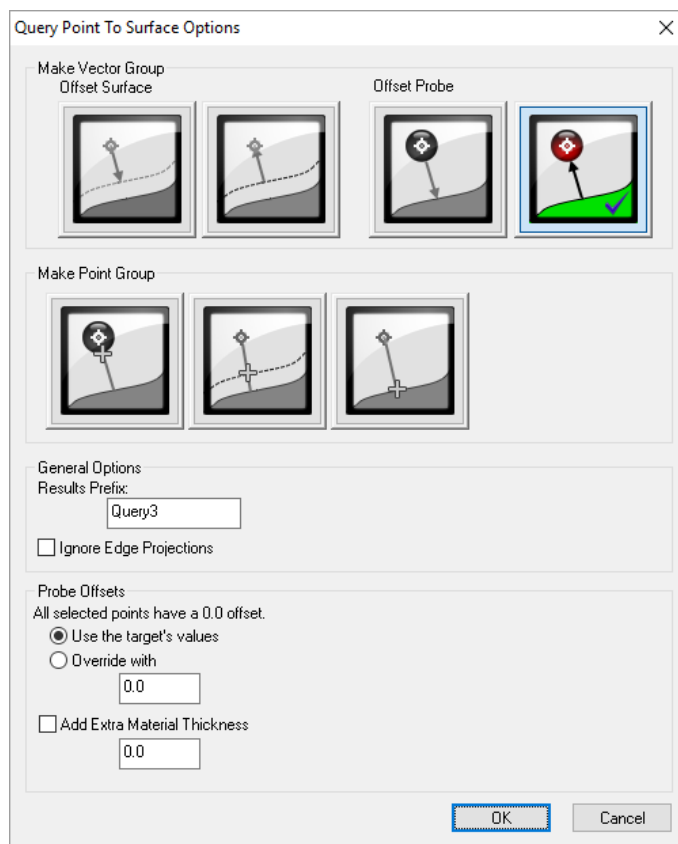 Query Point To Surface Options
Make Vector Group
Offset Surface
Offset Probe
Make Point Group
General Options
Results Prefix:
Query3
Ignore Edge Projections
Probe Offsets
All selected points have a 0.0 offset.
Use the target's values
Override with
0.0
Add Extra Material Thickness
0.0
OK
Cancel